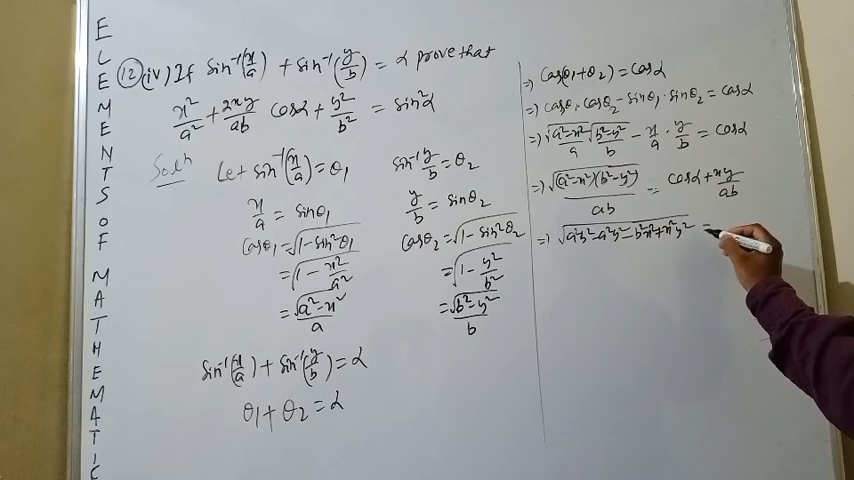 ELEMENTS OF MATHEMATIC
(12) (iv) If sin⁻¹(x/a) + sin⁻¹(y/b) = α prove that
x²/a² + 2xy/ab cosα + y²/b² = sin²α
Soln Let sin⁻¹(x/a) = θ₁ sin⁻¹ y/b = θ₂
x/a = sinθ₁ y/b = sinθ₂
cosθ₁ = √(1 - sin²θ₁) cosθ₂ = √(1 - sin²θ₂)
= √(1 - x²/a²) = √(1 - y²/b²)
= √(a² - x²)/a = √(b² - y²)/b
sin⁻¹(x/a) + sin⁻¹(y/b) = α
θ₁ + θ₂ = α
⇒ cos(θ₁ + θ₂) = cosα
⇒ cosθ₁ · cosθ₂ - sinθ₁ · sinθ₂ = cosα
⇒ √(a² - x²)/a √(b² - y²)/b - x/a · y/b = cosα
⇒ √((a² - x²)(b² - y²))/ab = cosα + xy/ab
⇒ √(a²b² - a²y² - b²x² + x²y²) =